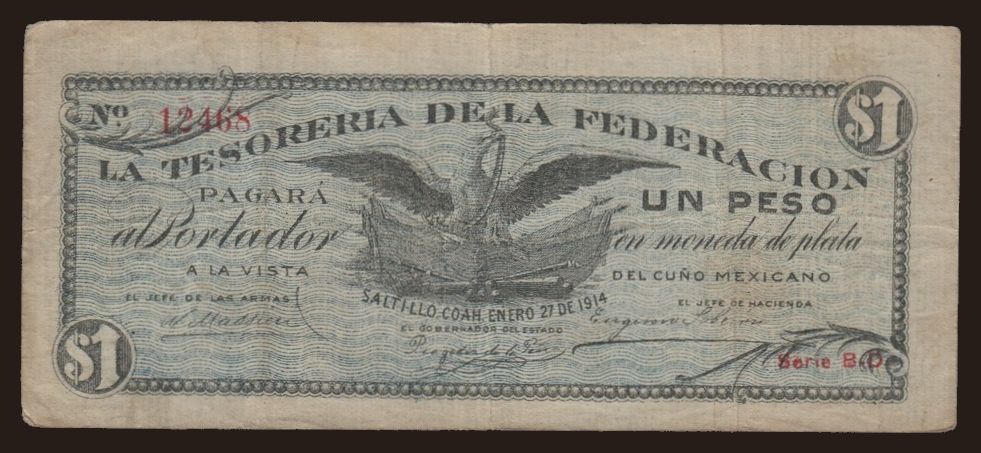 Nº 12468
$1
LA TESORERIA DE LA FEDERACION
PAGARÁ
UN PESO
al Portador
en moneda de plata
A LA VISTA
DEL CUÑO MEXICANO
EL JEFE DE LAS ARMAS
SALTILLO, COAH. ENERO 27 DE 1914
EL JEFE DE HACIENDA
EL GOBERNADOR DEL ESTADO
$1
Serie B-D